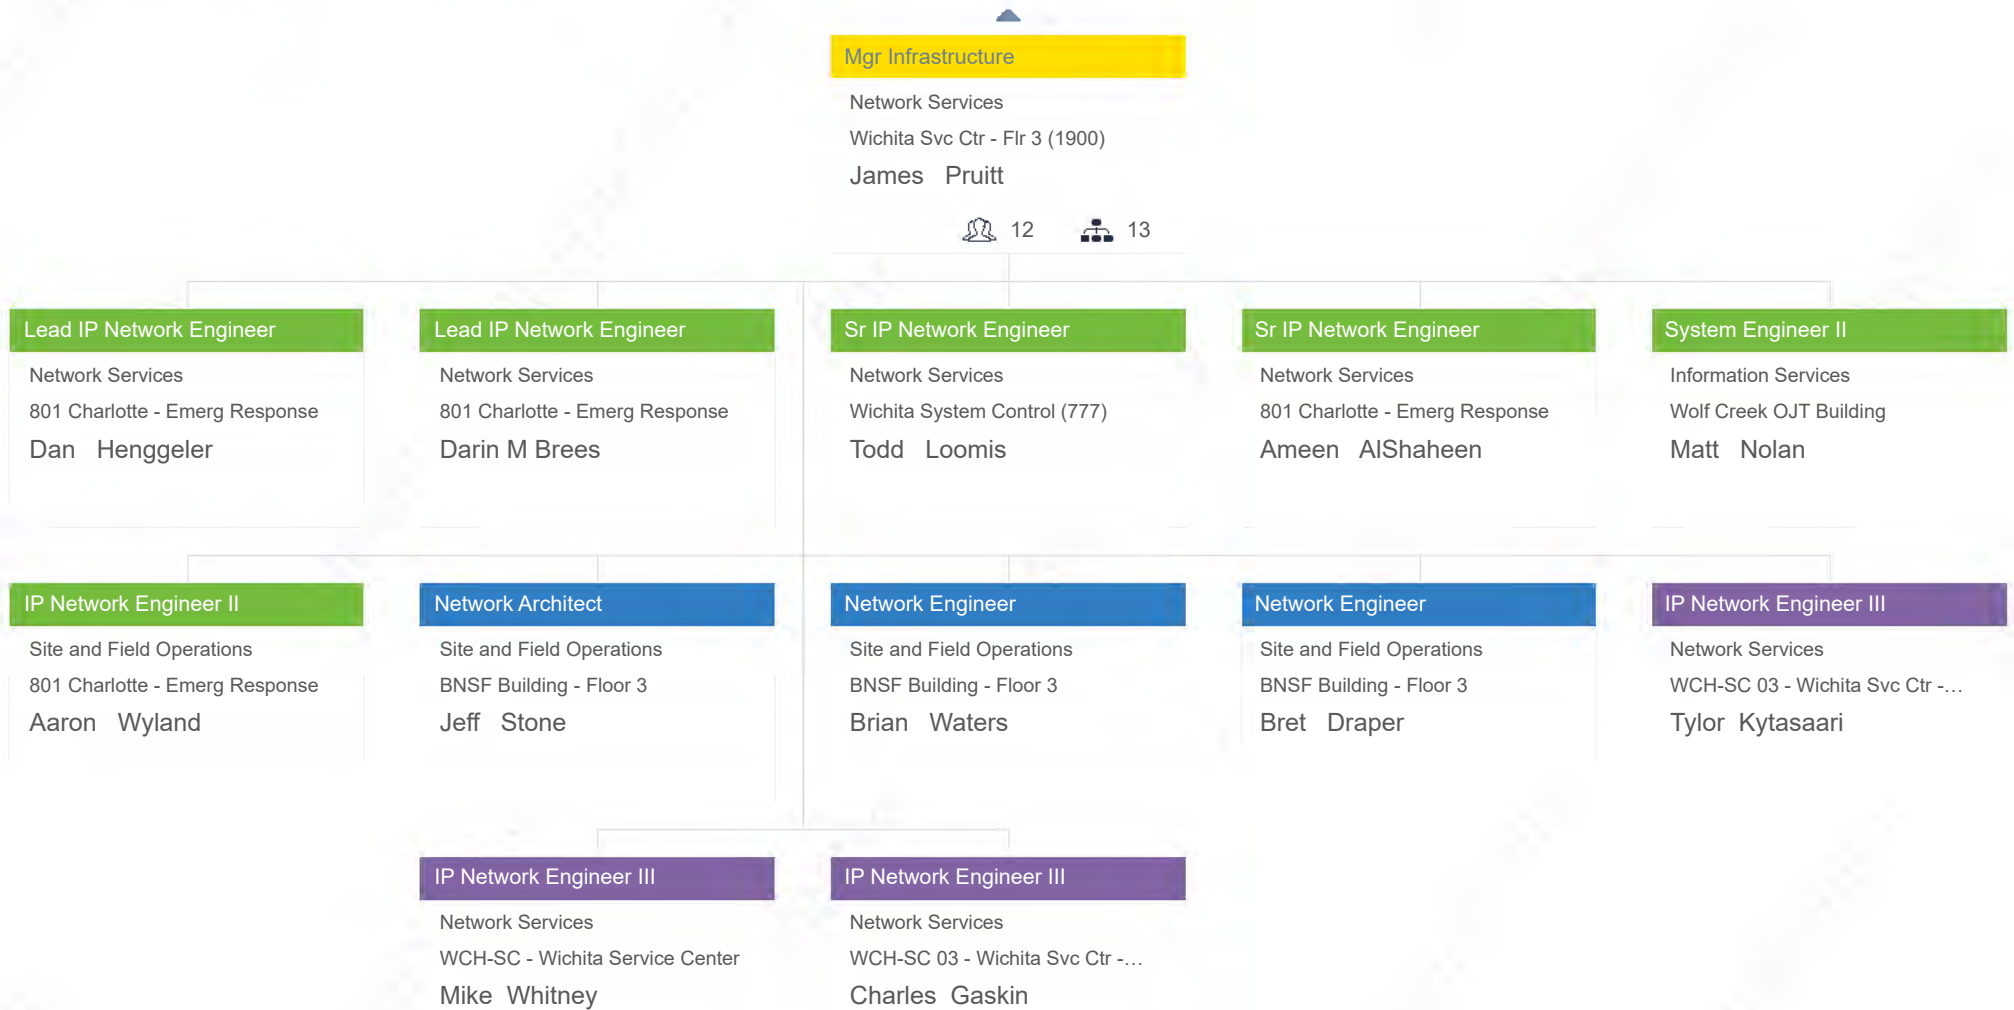 Mgr Infrastructure
Network Services
Wichita Svc Ctr - Flr 3 (1900)
James Pruitt
12 13
Lead IP Network Engineer
Network Services
801 Charlotte - Emerg Response
Dan Henggeler
Lead IP Network Engineer
Network Services
801 Charlotte - Emerg Response
Darin M Brees
Sr IP Network Engineer
Network Services
Wichita System Control (777)
Todd Loomis
Sr IP Network Engineer
Network Services
801 Charlotte - Emerg Response
Ameen AlShaheen
System Engineer II
Information Services
Wolf Creek OJT Building
Matt Nolan
IP Network Engineer II
Site and Field Operations
801 Charlotte - Emerg Response
Aaron Wyland
Network Architect
Site and Field Operations
BNSF Building - Floor 3
Jeff Stone
Network Engineer
Site and Field Operations
BNSF Building - Floor 3
Brian Waters
Network Engineer
Site and Field Operations
BNSF Building - Floor 3
Bret Draper
IP Network Engineer III
Network Services
WCH-SC 03 - Wichita Svc Ctr -…
Tylor Kytasaari
IP Network Engineer III
Network Services
WCH-SC - Wichita Service Center
Mike Whitney
IP Network Engineer III
Network Services
WCH-SC 03 - Wichita Svc Ctr -…
Charles Gaskin